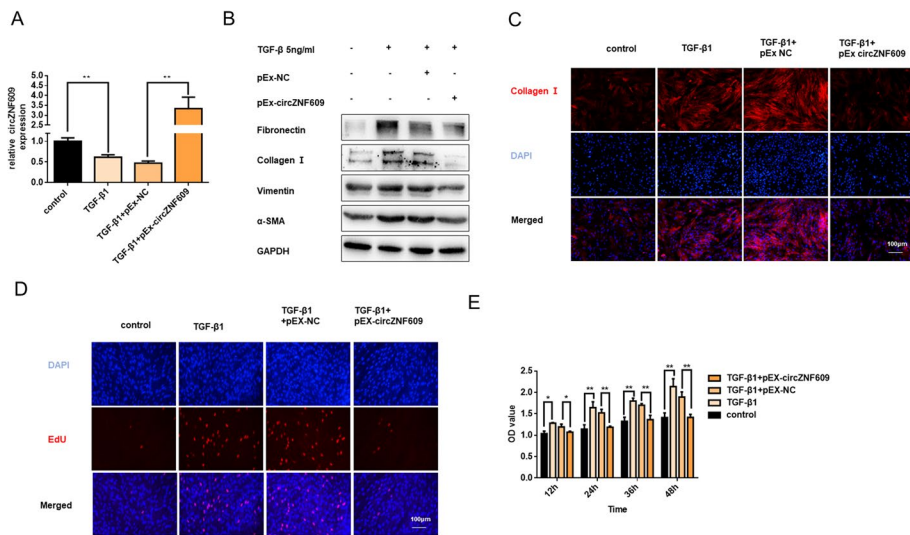 A
relative circZNF609
expression
5.0
4.5
4.0
3.5
3.0
2.5
2.0
1.5
1.0
0.5
0.0
**
**
control
TGF-β1
TGF-β1+pEx-NC
TGF-β1+pEx-circZNF609
B
TGF-β 5ng/ml - + + +
pEx-NC - - +
pEx-circZNF609 - - - +
Fibronectin
Collagen I
Vimentin
α-SMA
GAPDH
C
control
TGF-β1
TGF-β1+
pEx NC
TGF-β1+
pEx circZNF609
Collagen I
DAPI
Merged
100μm
D
control
TGF-β1
TGF-β1
+pEX-NC
TGF-β1+
pEX-circZNF609
DAPI
EdU
Merged
100μm
E
OD value
2.5
2.0
1.5
1.0
0.5
0.0
* *
** **
** **
** **
12h
24h
36h
48h
Time
TGF-β1+pEX-circZNF609
TGF-β1+pEX-NC
TGF-β1
control